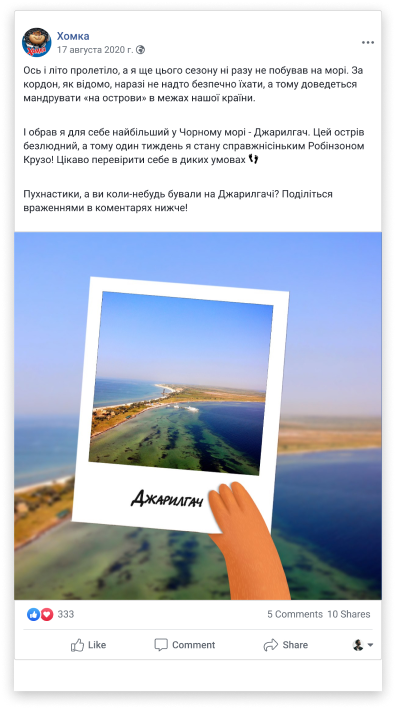 Хомка
17 августа 2020 г.
Ось і літо пролетіло, а я ще цього сезону ні разу не побував на морі. За
кордон, як відомо, наразі не надто безпечно їхати, а тому доведеться
мандрувати «на острови» в межах нашої країни.
І обрав я для себе найбільший у Чорному морі - Джарилгач. Цей острів
безлюдний, а тому один тиждень я стану справжнісіньким Робінзоном
Крузо! Цікаво перевірити себе в диких умовах
Пухнастики, а ви коли-небудь бували на Джарилгачі? Поділіться
враженнями в коментарях нижче!
Джарилгач
333
5 Comments 10 Shares
Like Comment Share